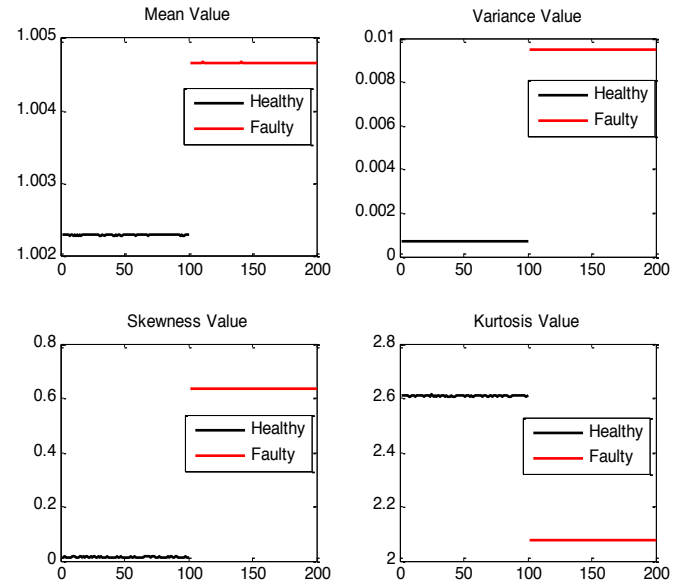 Mean Value
1.005
1.004
1.003
1.002
0 50 100 150 200
Healthy
Faulty
Variance Value
0.01
0.008
0.006
0.004
0.002
0
0 50 100 150 200
Healthy
Faulty
Skewness Value
0.8
0.6
0.4
0.2
0
0 50 100 150 200
Healthy
Faulty
Kurtosis Value
2.8
2.6
2.4
2.2
2
0 50 100 150 200
Healthy
Faulty